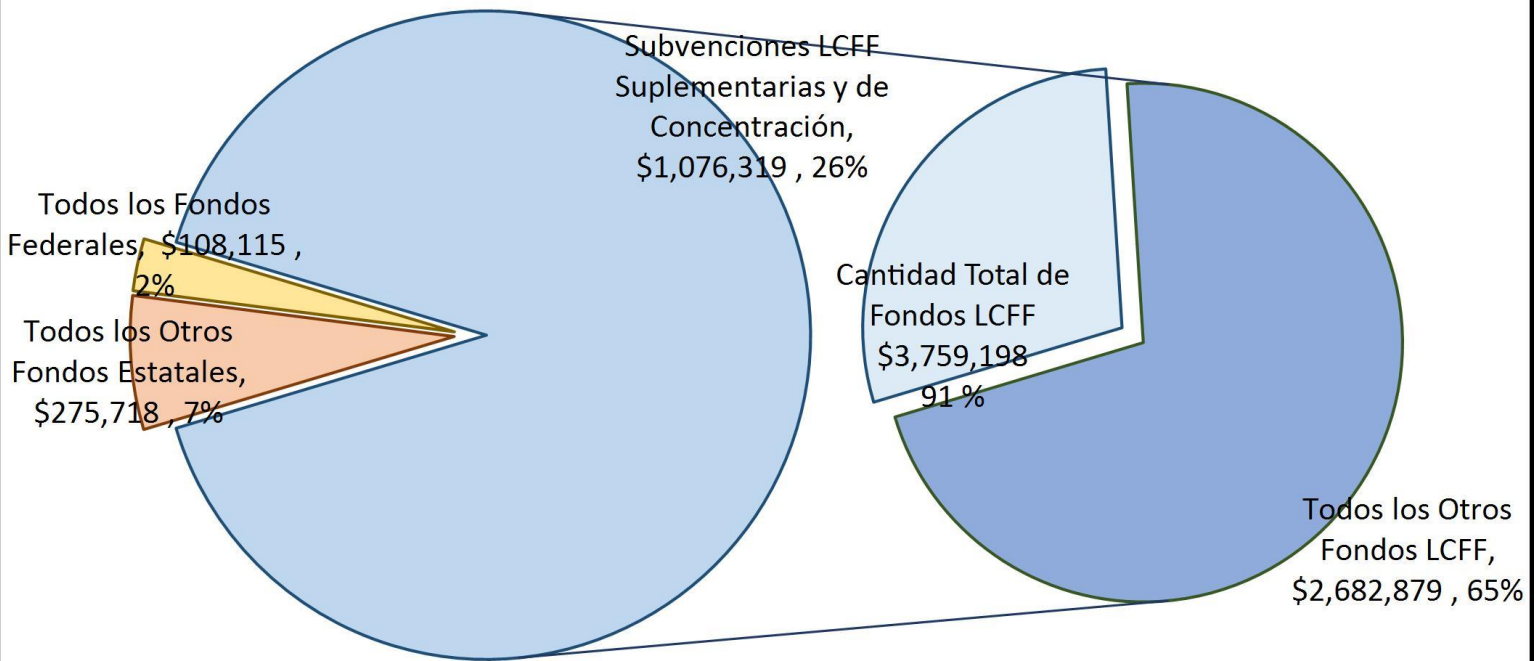 Subvenciones LCFF
Suplementarias y de
Concentración,
$1,076,319 , 26%
Todos los Fondos
Federales, $108,115 ,
2%
Todos los Otros
Fondos Estatales,
$275,718 , 7%
Cantidad Total de
Fondos LCFF
$3,759,198
91 %
Todos los Otros
Fondos LCFF,
$2,682,879 , 65%